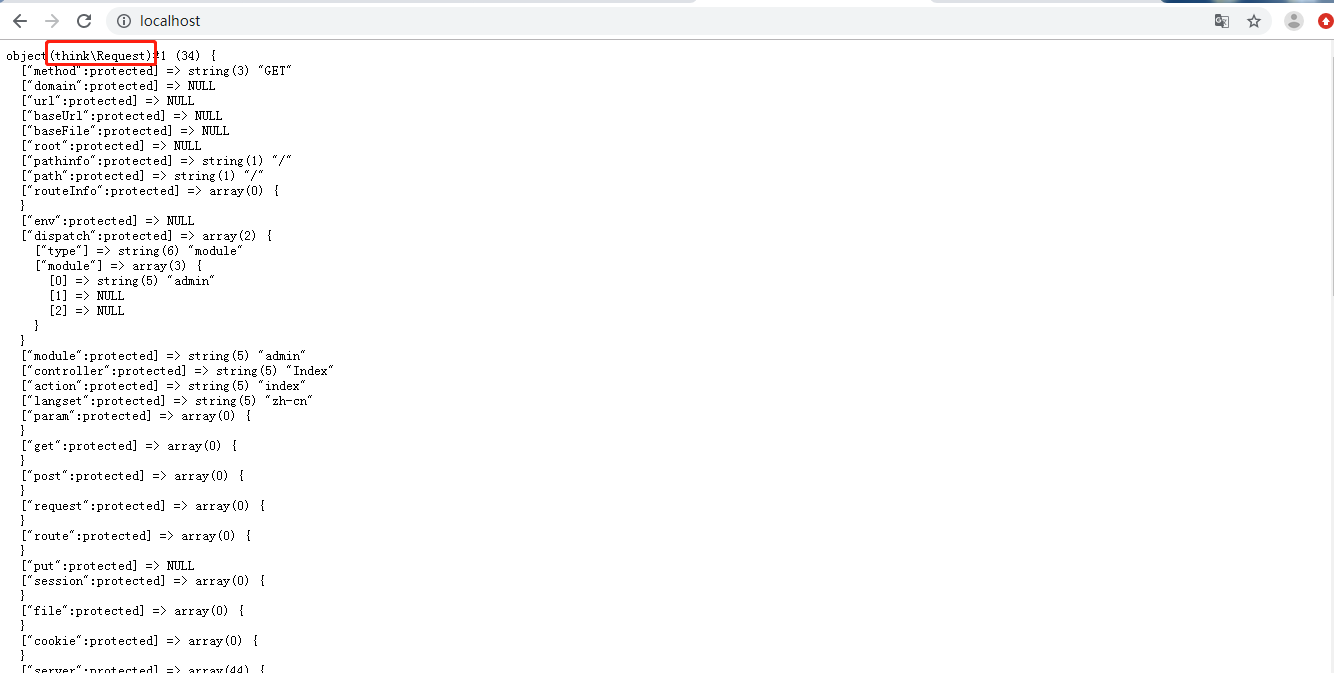 localhost
object(think\Request)#1 (34) {
  ["method":protected] => string(3) "GET"
  ["domain":protected] => NULL
  ["url":protected] => NULL
  ["baseUrl":protected] => NULL
  ["baseFile":protected] => NULL
  ["root":protected] => NULL
  ["pathinfo":protected] => string(1) "/"
  ["path":protected] => string(1) "/"
  ["routeInfo":protected] => array(0) {
  }
  ["env":protected] => NULL
  ["dispatch":protected] => array(2) {
    ["type"] => string(6) "module"
    ["module"] => array(3) {
      [0] => string(5) "admin"
      [1] => NULL
      [2] => NULL
    }
  }
  ["module":protected] => string(5) "admin"
  ["controller":protected] => string(5) "Index"
  ["action":protected] => string(5) "index"
  ["langset":protected] => string(5) "zh-cn"
  ["param":protected] => array(0) {
  }
  ["get":protected] => array(0) {
  }
  ["post":protected] => array(0) {
  }
  ["request":protected] => array(0) {
  }
  ["route":protected] => array(0) {
  }
  ["put":protected] => NULL
  ["session":protected] => array(0) {
  }
  ["file":protected] => array(0) {
  }
  ["cookie":protected] => array(0) {
  }
  ["server":protected] => array(44) {